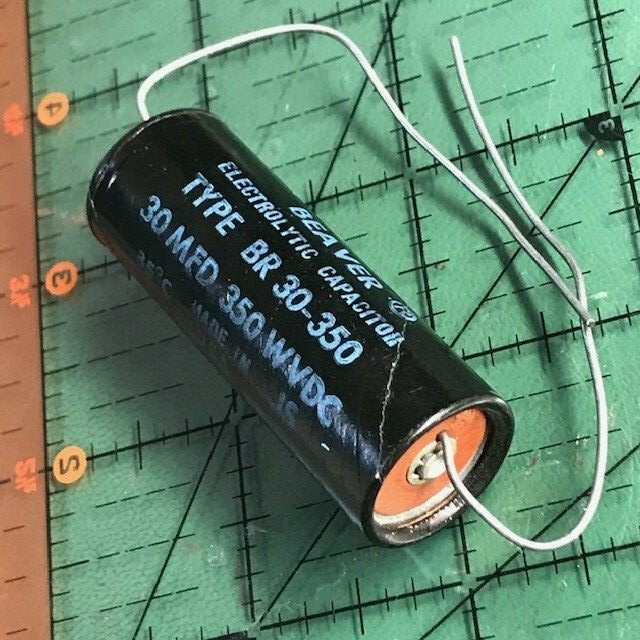 BEAVER ®
ELECTROLYTIC CAPACITOR
TYPE BR 30-350
30 MFD 350 WVDC
MADE IN
4
3
5
3